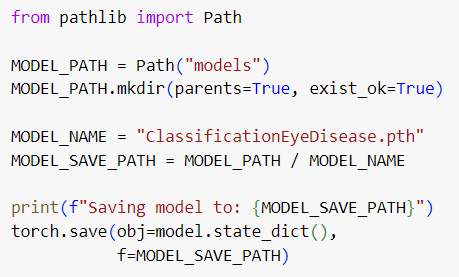 from pathlib import Path
MODEL_PATH = Path("models")
MODEL_PATH.mkdir(parents=True, exist_ok=True)
MODEL_NAME = "ClassificationEyeDisease.pth"
MODEL_SAVE_PATH = MODEL_PATH / MODEL_NAME
print(f"Saving model to: {MODEL_SAVE_PATH}")
torch.save(obj=model.state_dict(),
f=MODEL_SAVE_PATH)